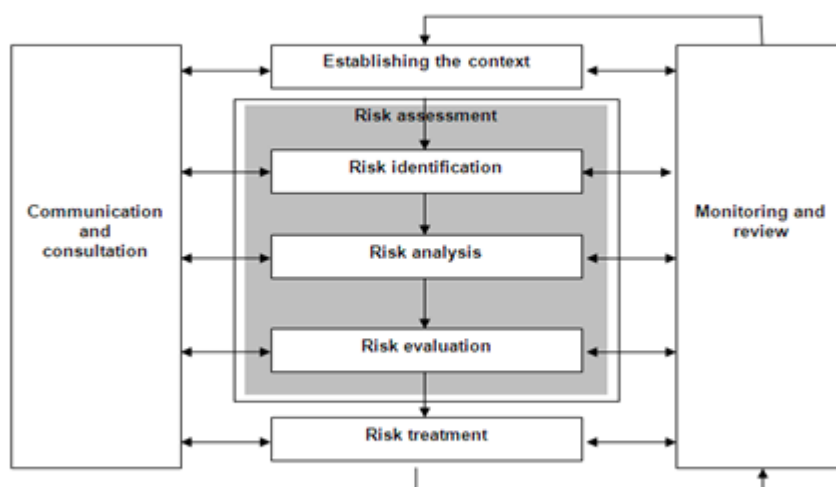 Establishing the context
Risk assessment
Risk identification
Communication
and
consultation
Monitoring and
review
Risk analysis
Risk evaluation
Risk treatment